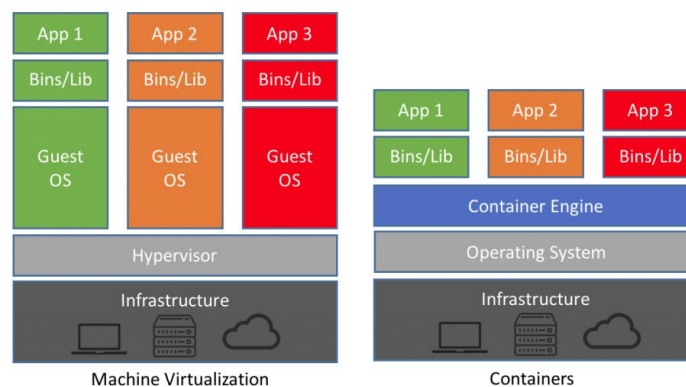 App 1
App 2
App 3
Bins/Lib
Bins/Lib
Bins/Lib
Guest
OS
Guest
OS
Guest
OS
Hypervisor
Infrastructure
Machine Virtualization
App 1
App 2
App 3
Bins/Lib
Bins/Lib
Bins/Lib
Container Engine
Operating System
Infrastructure
Containers